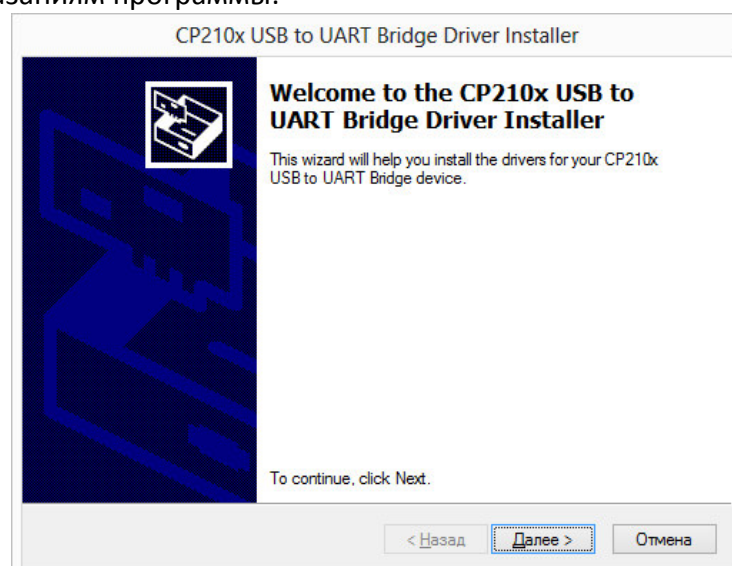 программы.
CP210x USB to UART Bridge Driver Installer
Welcome to the CP210x USB to
UART Bridge Driver Installer
This wizard will help you install the drivers for your CP210x
USB to UART Bridge device.
To continue, click Next.
< Назад Далее > Отмена